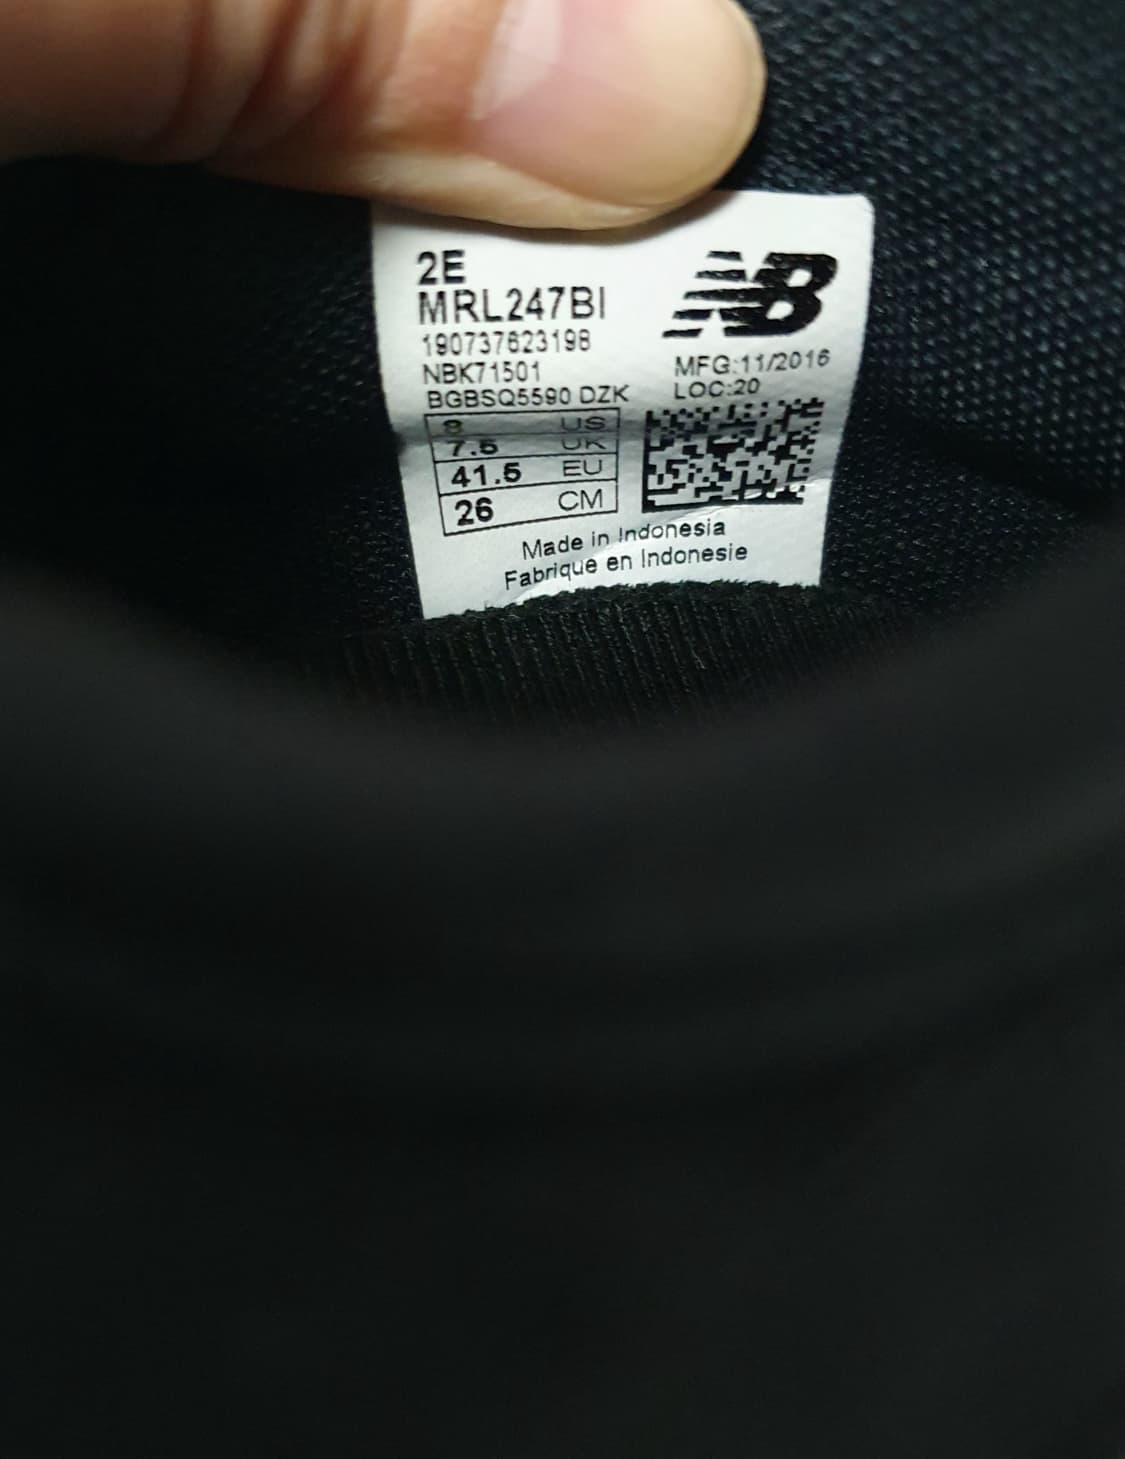 2E
MRL247BI
190737623198
NBK71501
BGBSQ5590 DZK
8 US
7.5 UK
41.5 EU
26 CM
NB
MFG:11/2016
LOC:20
Made in Indonesia
Fabrique en Indonesie